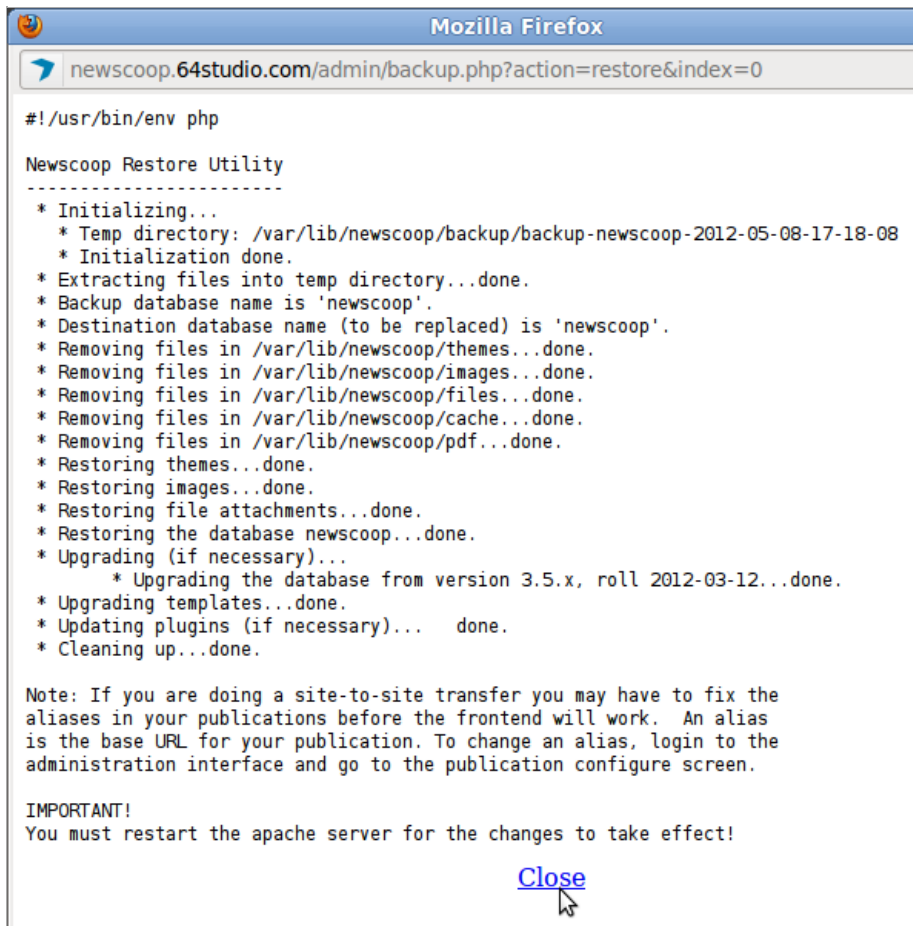 Mozilla Firefox
newscoop.64studio.com/admin/backup.php?action=restore&index=0
#!/usr/bin/env php
Newscoop Restore Utility
------------------------
* Initializing...
* Temp directory: /var/lib/newscoop/backup/backup-newscoop-2012-05-08-17-18-08
* Initialization done.
* Extracting files into temp directory...done.
* Backup database name is 'newscoop'.
* Destination database name (to be replaced) is 'newscoop'.
* Removing files in /var/lib/newscoop/themes...done.
* Removing files in /var/lib/newscoop/images...done.
* Removing files in /var/lib/newscoop/files...done.
* Removing files in /var/lib/newscoop/cache...done.
* Removing files in /var/lib/newscoop/pdf...done.
* Restoring themes...done.
* Restoring images...done.
* Restoring file attachments...done.
* Restoring the database newscoop...done.
* Upgrading (if necessary)...
* Upgrading the database from version 3.5.x, roll 2012-03-12...done.
* Upgrading templates...done.
* Updating plugins (if necessary)...   done.
* Cleaning up...done.
Note: If you are doing a site-to-site transfer you may have to fix the
aliases in your publications before the frontend will work.  An alias
is the base URL for your publication. To change an alias, login to the
administration interface and go to the publication configure screen.
IMPORTANT!
You must restart the apache server for the changes to take effect!
Close